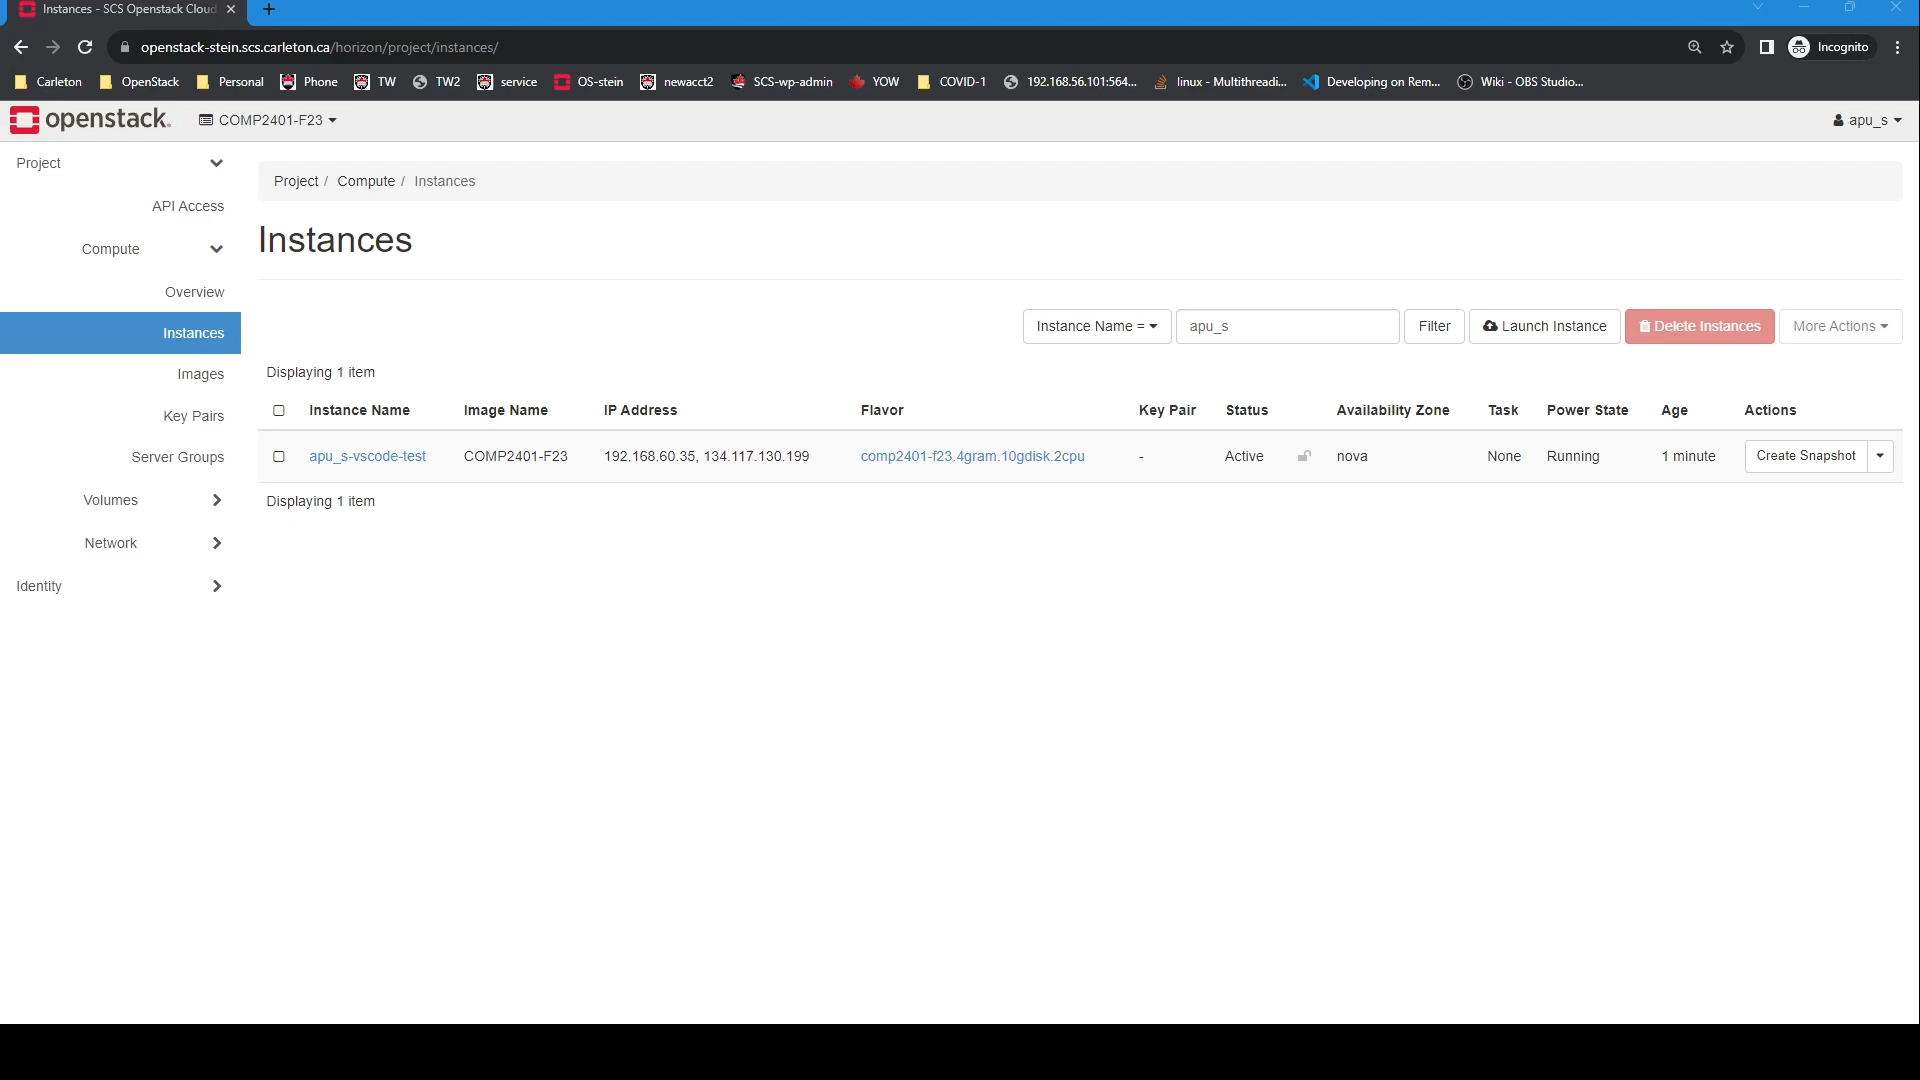 Instances - SCS Openstack Cloud
openstack-stein.scs.carleton.ca/horizon/project/instances/
Incognito
Carleton OpenStack Personal Phone TW TW2 service OS-stein newacct2 SCS-wp-admin YOW COVID-1 192.168.56.101:564... linux - Multithreadi... Developing on Rem... Wiki - OBS Studio...
openstack. COMP2401-F23 apu_s
Project
API Access
Compute
Overview
Instances
Images
Key Pairs
Server Groups
Volumes
Network
Identity
Project / Compute / Instances
Instances
Instance Name = apu_s Filter Launch Instance Delete Instances More Actions
Displaying 1 item
Instance Name Image Name IP Address Flavor Key Pair Status Availability Zone Task Power State Age Actions
apu_s-vscode-test COMP2401-F23 192.168.60.35, 134.117.130.199 comp2401-f23.4gram.10gdisk.2cpu - Active nova None Running 1 minute Create Snapshot
Displaying 1 item